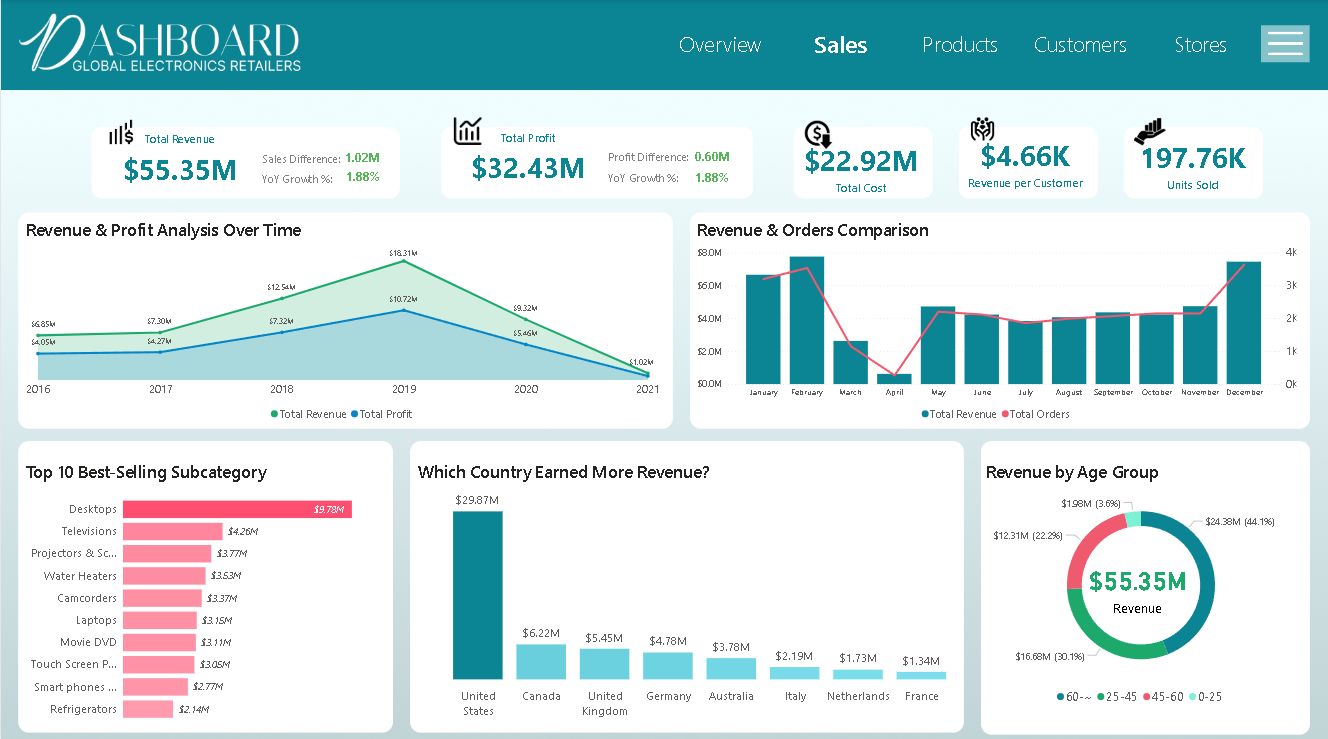 DASHBOARD
GLOBAL ELECTRONICS RETAILERS
Overview
Sales
Products
Customers
Stores
Total Revenue
$55.35M
Sales Difference: 1.02M
YoY Growth %: 1.88%
Total Profit
$32.43M
Profit Difference: 0.60M
YoY Growth %: 1.88%
$22.92M
Total Cost
$4.66K
Revenue per Customer
197.76K
Units Sold
Revenue & Profit Analysis Over Time
$18.31M
$12.54M
$10.72M
$9.32M
$6.85M
$7.30M
$7.32M
$5.46M
$4.05M
$4.27M
$1.02M
2016 2017 2018 2019 2020 2021
Total Revenue Total Profit
Revenue & Orders Comparison
$8.0M
$6.0M
$4.0M
$2.0M
$0.0M
4K
3K
2K
1K
0K
January February March April May June July August September October November December
Total Revenue Total Orders
Top 10 Best-Selling Subcategory
Desktops $9.78M
Televisions $4.26M
Projectors & Sc... $3.77M
Water Heaters $3.53M
Camcorders $3.37M
Laptops $3.16M
Movie DVD $3.11M
Touch Screen P... $3.05M
Smart phones ... $2.77M
Refrigerators $2.14M
Which Country Earned More Revenue?
$29.87M
$6.22M
$5.45M
$4.78M
$3.78M
$2.19M
$1.73M
$1.34M
United States
Canada
United Kingdom
Germany
Australia
Italy
Netherlands
France
Revenue by Age Group
$1.98M (3.6%)
$24.38M (44.1%)
$12.31M (22.2%)
$55.35M
Revenue
$16.68M (30.1%)
60-~ 25-45 45-60 0-25